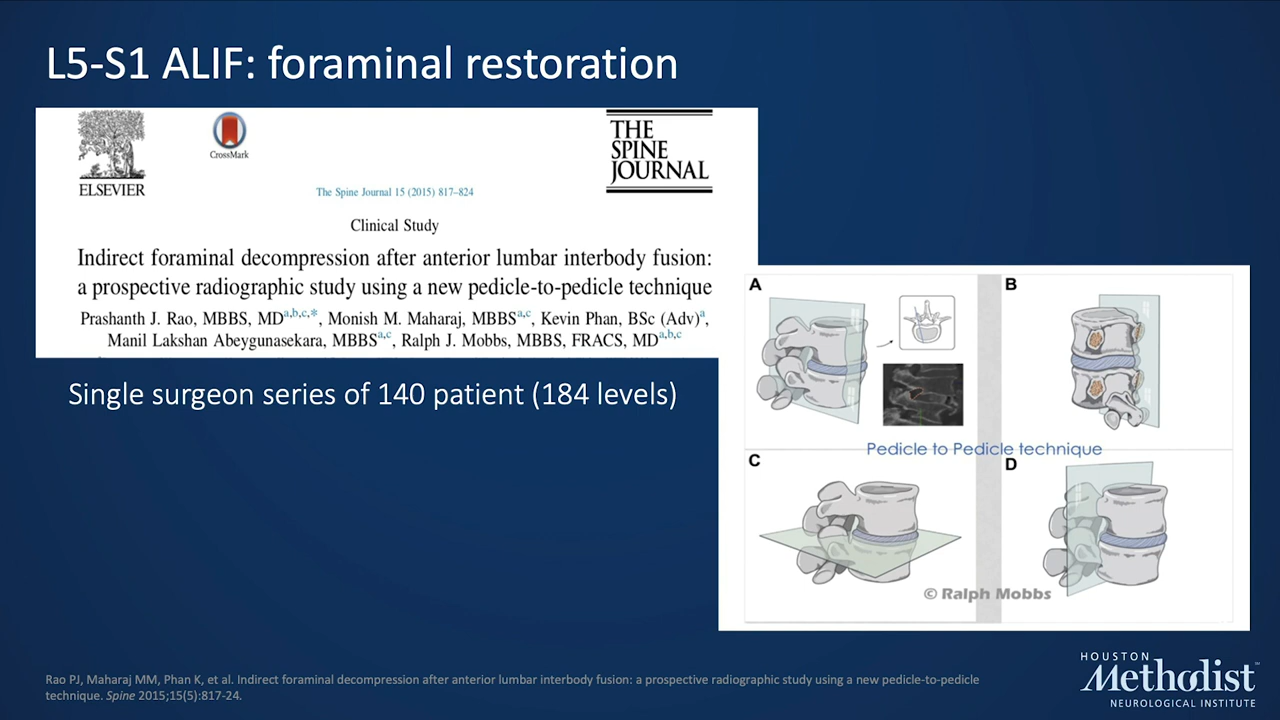 L5-S1 ALIF: foraminal restoration
ELSEVIER
CrossMark
THE
SPINE
JOURNAL
The Spine Journal 15 (2015) 817–824
Clinical Study
Indirect foraminal decompression after anterior lumbar interbody fusion:
a prospective radiographic study using a new pedicle-to-pedicle technique
Prashanth J. Rao, MBBS, MDa,b,c,*, Monish M. Maharaj, MBBSa,c, Kevin Phan, BSc (Adv)a,
Manil Lakshan Abeygunasekara, MBBSa,c, Ralph J. Mobbs, MBBS, FRACS, MDa,b,c
Single surgeon series of 140 patient (184 levels)
A
B
Pedicle to Pedicle technique
C
D
© Ralph Mobbs
Rao PJ, Maharaj MM, Phan K, et al. Indirect foraminal decompression after anterior lumbar interbody fusion: a prospective radiographic study using a new pedicle-to-pedicle
technique. Spine 2015;15(5):817-24.
HOUSTON
Methodist
NEUROLOGICAL INSTITUTE